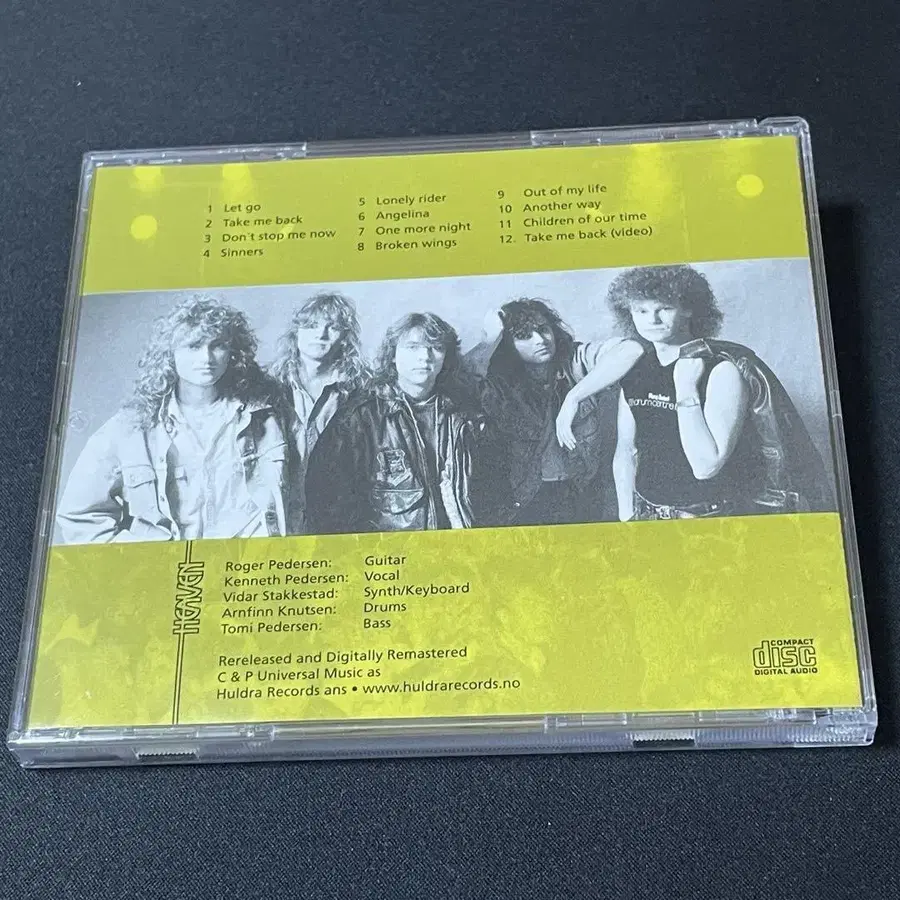 1 Let go
2 Take me back
3 Don't stop me now
4 Sinners
5 Lonely rider
6 Angelina
7 One more night
8 Broken wings
9 Out of my life
10 Another way
11 Children of our time
12. Take me back (video)
Roger Pedersen: Guitar
Kenneth Pedersen: Vocal
Vidar Stakkestad: Synth/Keyboard
Arnfinn Knutsen: Drums
Tomi Pedersen: Bass
Rereleased and Digitally Remastered
C & P Universal Music as
Huldra Records ans • www.huldrarecords.no
COMPACT
disc
DIGITAL AUDIO